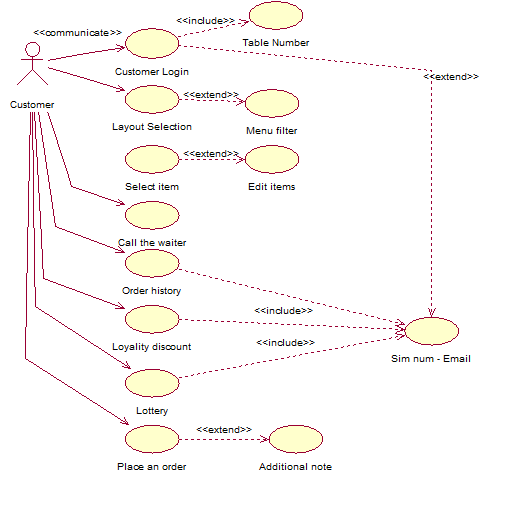 <<include>>
<<communicate>>
Table Number
Customer Login
<<extend>>
Customer
<<extend>>
Layout Selection
Menu filter
<<extend>>
Select item
Edit items
Call the waiter
Order history
<<include>>
Loyality discount
<<include>>
Sim num - Email
Lottery
<<extend>>
Place an order
Additional note